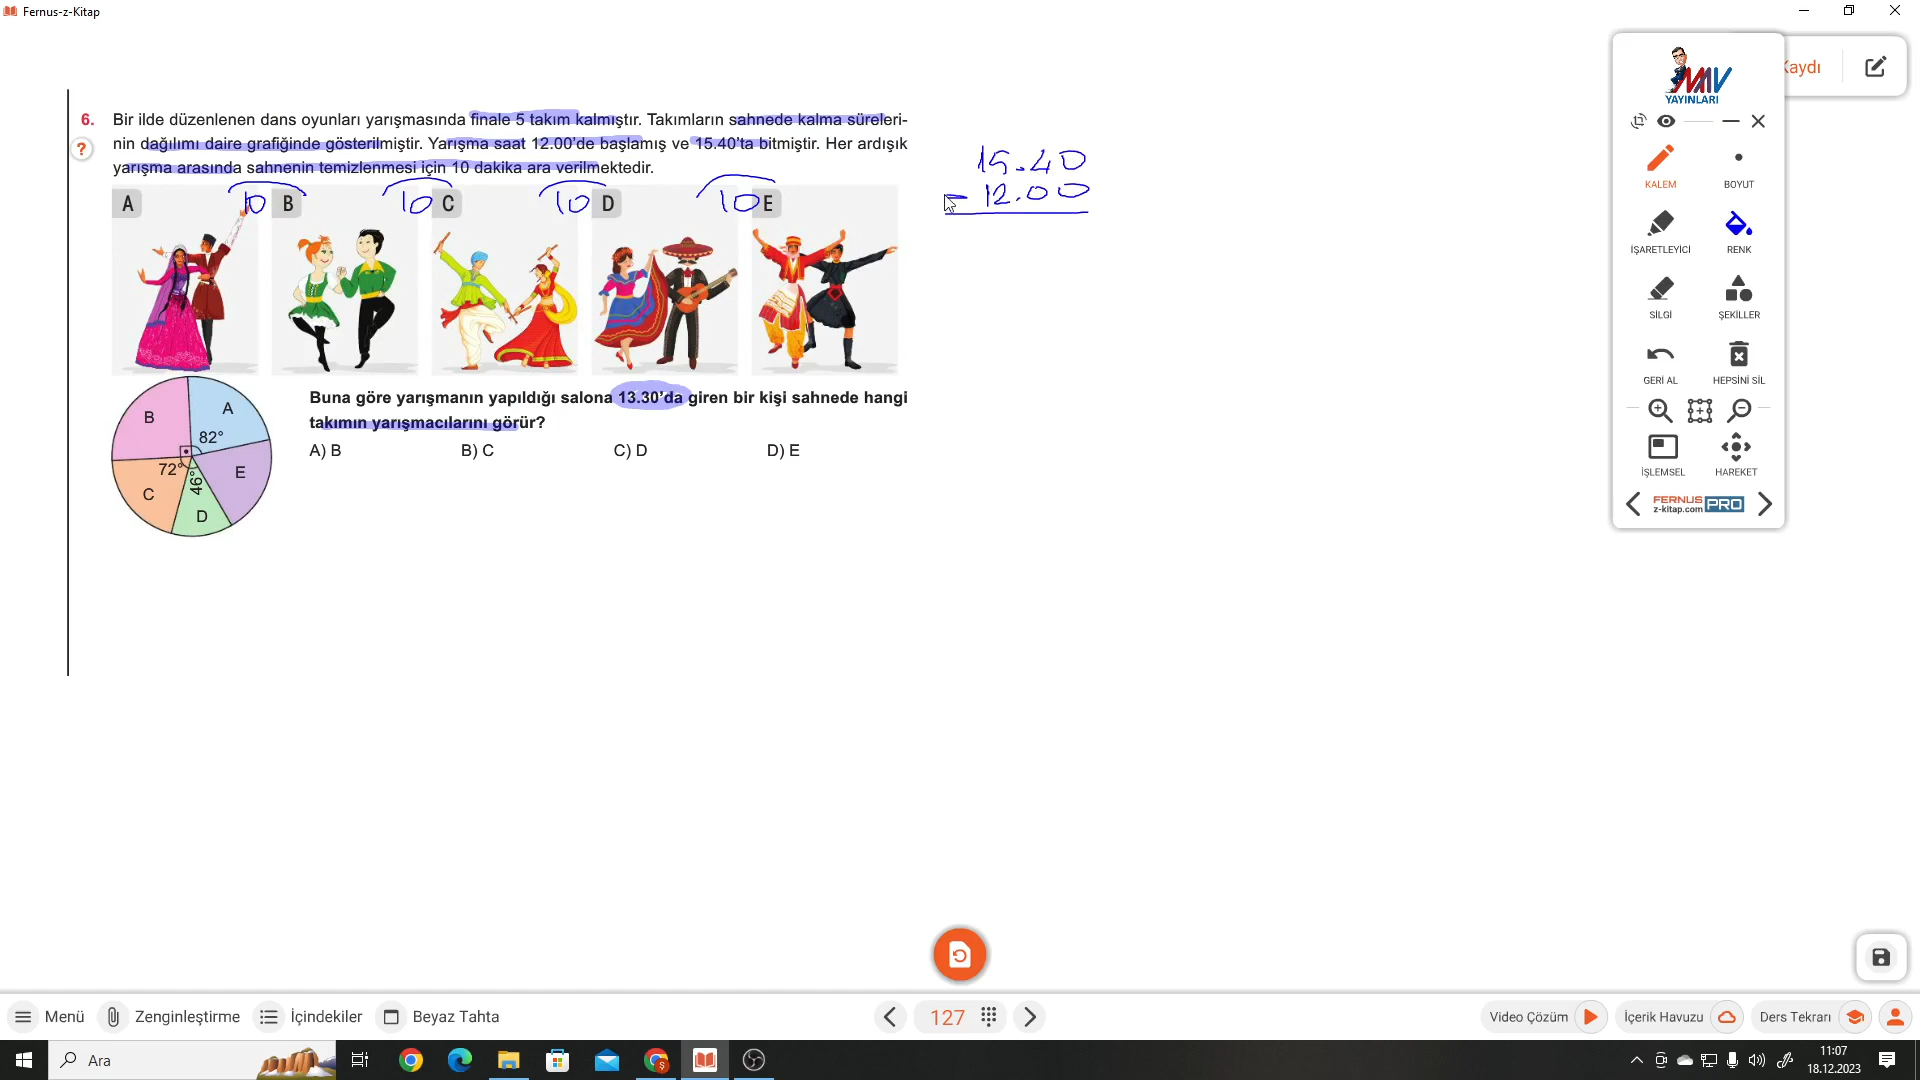 Fernus-z-Kitap
Kaydı
MAV
YAYINLARI
KALEM
BOYUT
İŞARETLEYİCİ
RENK
SİLGİ
ŞEKİLLER
GERİ AL
HEPSİNİ SİL
İŞLEMSEL
HAREKET
FERNUS PRO
z-kitap.com
6. Bir ilde düzenlenen dans oyunları yarışmasında finale 5 takım kalmıştır. Takımların sahnede kalma süreleri-
? nin dağılımı daire grafiğinde gösterilmiştir. Yarışma saat 12.00'de başlamış ve 15.40'ta bitmiştir. Her ardışık
yarışma arasında sahnenin temizlenmesi için 10 dakika ara verilmektedir.
15.40
- 12.00
A 10 B 10 C 10 D 10 E
Buna göre yarışmanın yapıldığı salona 13.30'da giren bir kişi sahnede hangi
takımın yarışmacılarını görür?
A) B B) C C) D D) E
B A
82°
72° 46° E
C
D
Menü Zenginleştirme İçindekiler Beyaz Tahta 127 Video Çözüm İçerik Havuzu Ders Tekrarı
Ara
11:07
18.12.2023